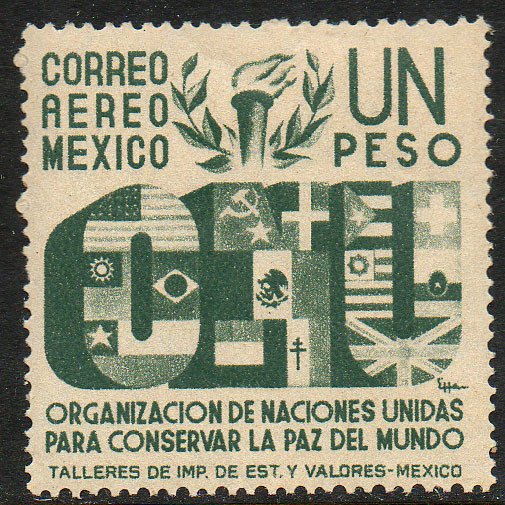 CORREO
AEREO
MEXICO
UN
PESO
ONU
ORGANIZACION DE NACIONES UNIDAS
PARA CONSERVAR LA PAZ DEL MUNDO
TALLERES DE IMP. DE EST. Y VALORES-MEXICO